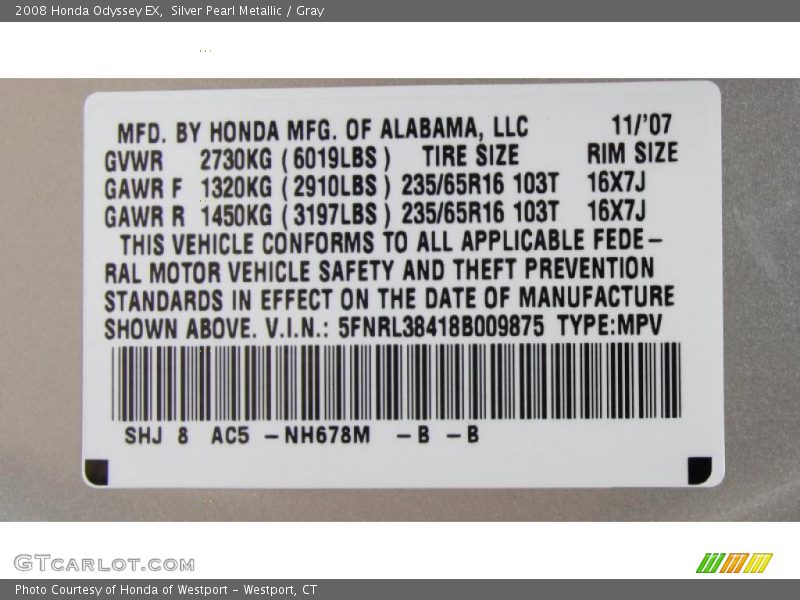 2008 Honda Odyssey EX,  Silver Pearl Metallic / Gray
MFD. BY HONDA MFG. OF ALABAMA, LLC 11/'07
GVWR 2730KG ( 6019LBS ) TIRE SIZE RIM SIZE
GAWR F 1320KG ( 2910LBS ) 235/65R16 103T 16X7J
GAWR R 1450KG ( 3197LBS ) 235/65R16 103T 16X7J
THIS VEHICLE CONFORMS TO ALL APPLICABLE FEDE-
RAL MOTOR VEHICLE SAFETY AND THEFT PREVENTION
STANDARDS IN EFFECT ON THE DATE OF MANUFACTURE
SHOWN ABOVE. V.I.N.: 5FNRL38418B009875 TYPE:MPV
SHJ 8 AC5 -NH678M -B -B
GTCARLOT.COM
Photo Courtesy of Honda of Westport - Westport, CT